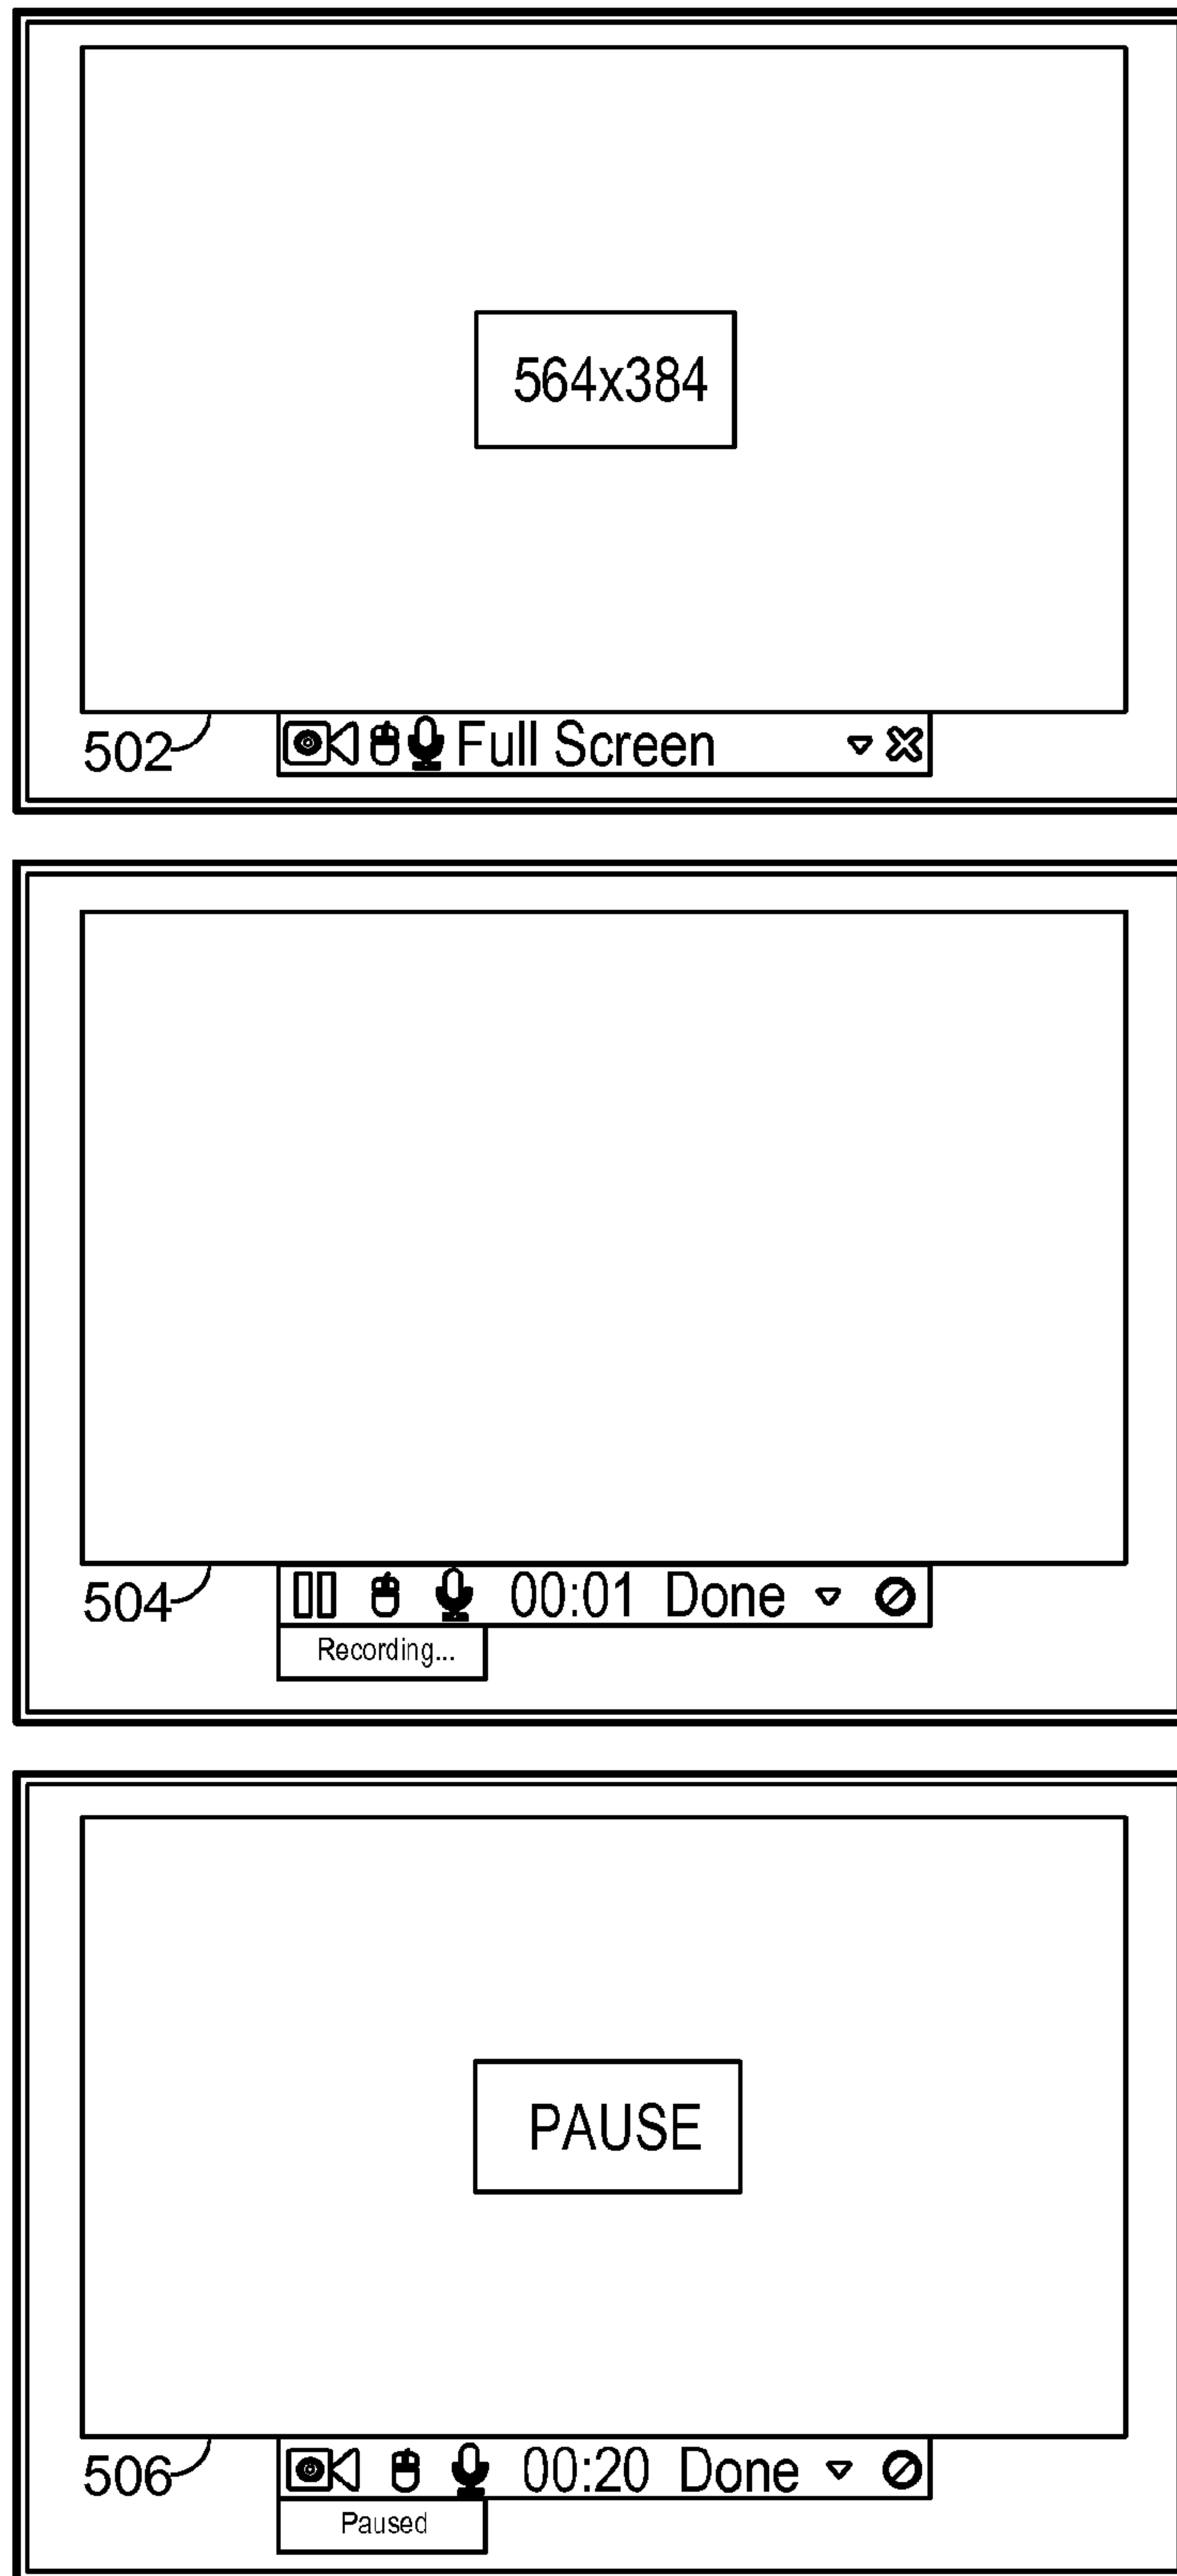 564x384
502 Full Screen
504 00:01 Done
Recording...
PAUSE
506 00:20 Done
Paused